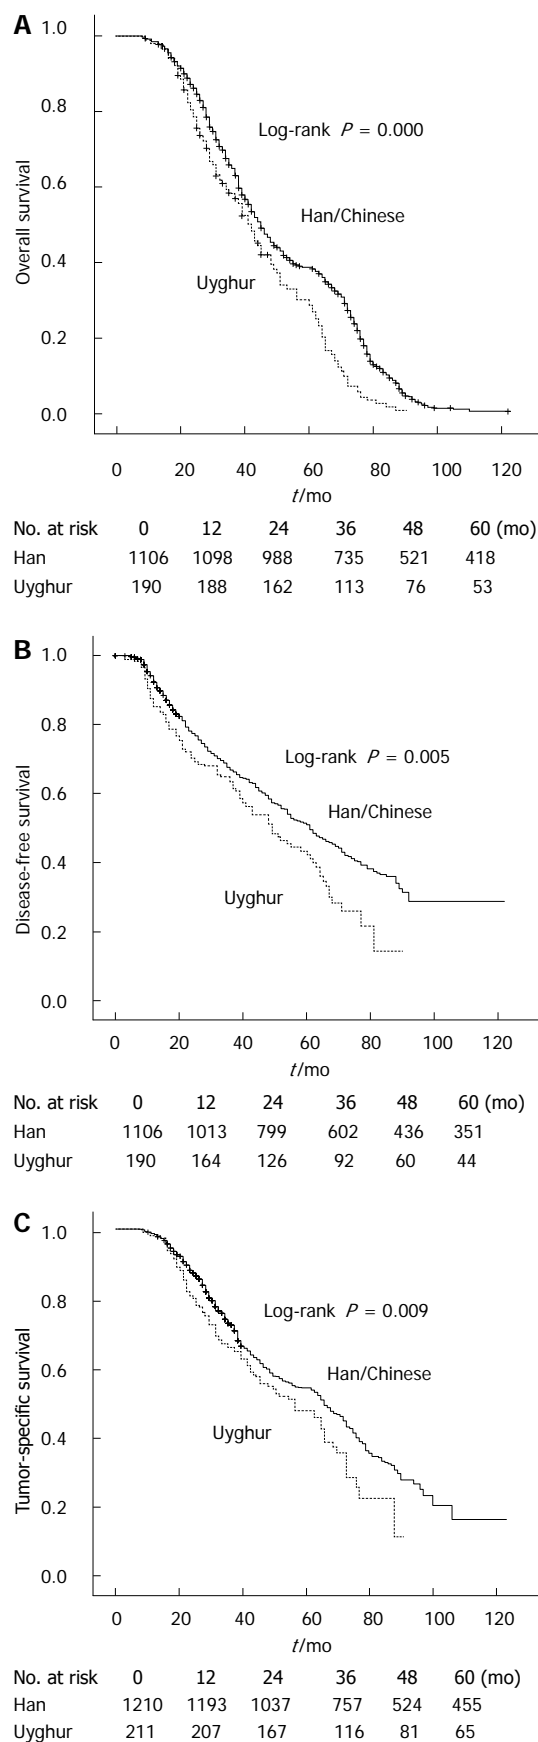 A
1.0
0.8
Log-rank P = 0.000
0.6
Han/Chinese
0.4
Uyghur
0.2
0.0
Overall survival
0 20 40 60 80 100 120
t/mo
No. at risk 0 12 24 36 48 60 (mo)
Han 1106 1098 988 735 521 418
Uyghur 190 188 162 113 76 53
B
1.0
0.8
Log-rank P = 0.005
0.6
Han/Chinese
0.4
Uyghur
0.2
0.0
Disease-free survival
0 20 40 60 80 100 120
t/mo
No. at risk 0 12 24 36 48 60 (mo)
Han 1106 1013 799 602 436 351
Uyghur 190 164 126 92 60 44
C
1.0
0.8
Log-rank P = 0.009
0.6
Han/Chinese
0.4
Uyghur
0.2
0.0
Tumor-specific survival
0 20 40 60 80 100 120
t/mo
No. at risk 0 12 24 36 48 60 (mo)
Han 1210 1193 1037 757 524 455
Uyghur 211 207 167 116 81 65